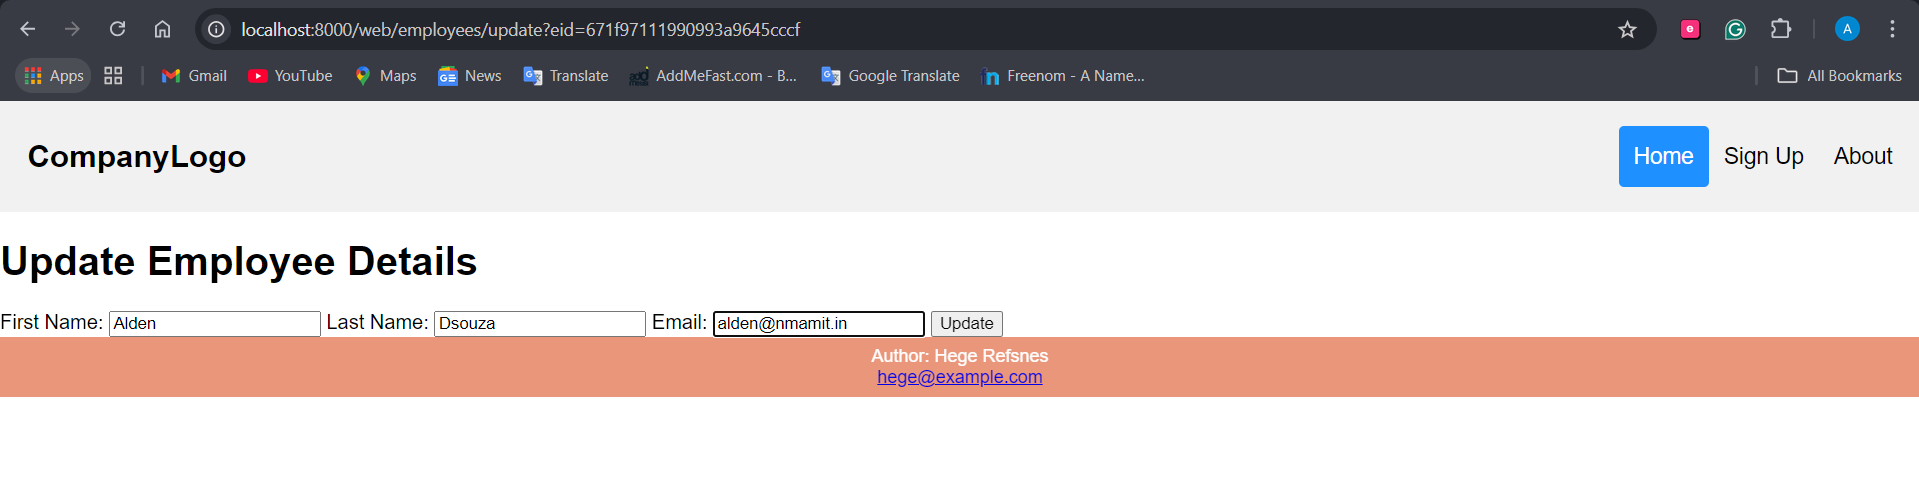 localhost:8000/web/employees/update?eid=671f97111990993a9645cccf
A
Apps Gmail YouTube Maps News Translate AddMeFast.com - B... Google Translate Freenom - A Name... All Bookmarks
CompanyLogo Home Sign Up About
Update Employee Details
First Name: Alden Last Name: Dsouza Email: alden@nmamit.in Update
Author: Hege Refsnes
hege@example.com